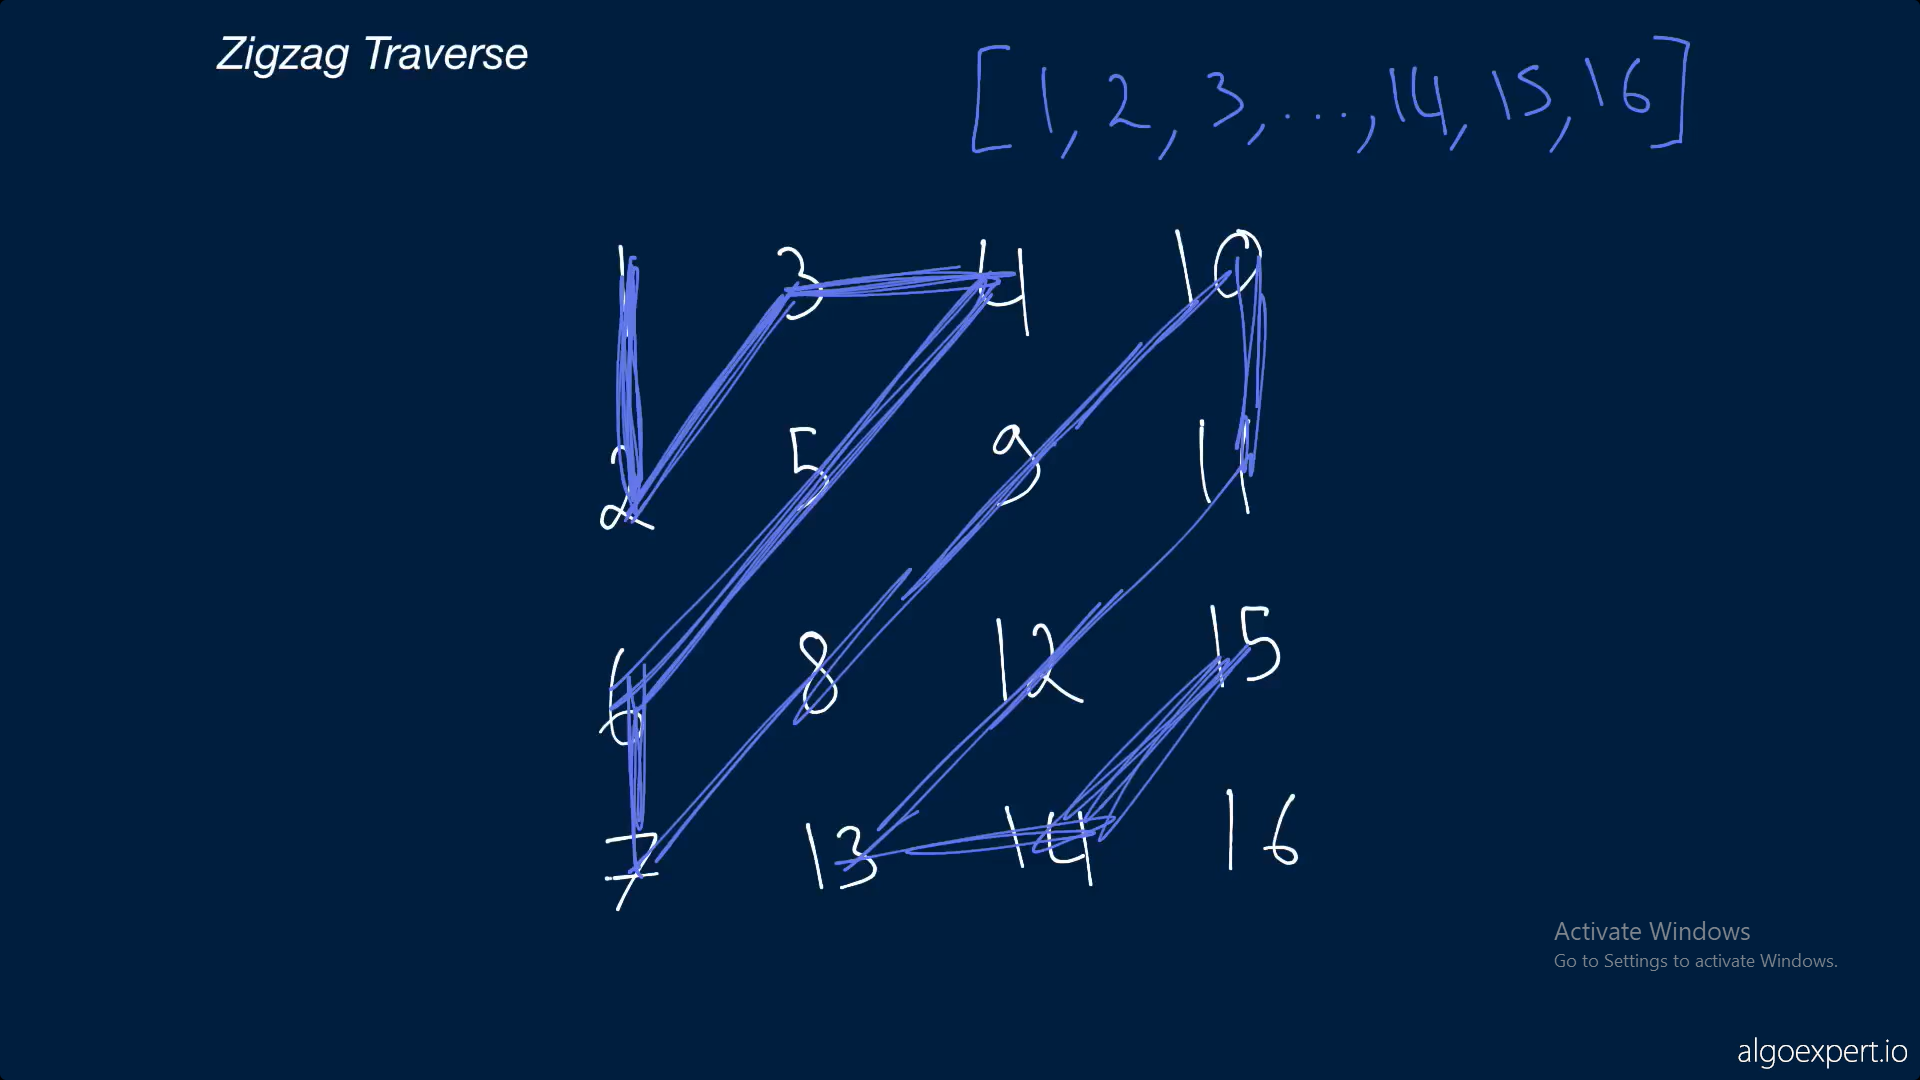 Zigzag Traverse
[1, 2, 3, ..., 14, 15, 16]
1 3 4 10
2 5 9 11
6 8 12 15
7 13 14 16
Activate Windows
Go to Settings to activate Windows.
algoexpert.io